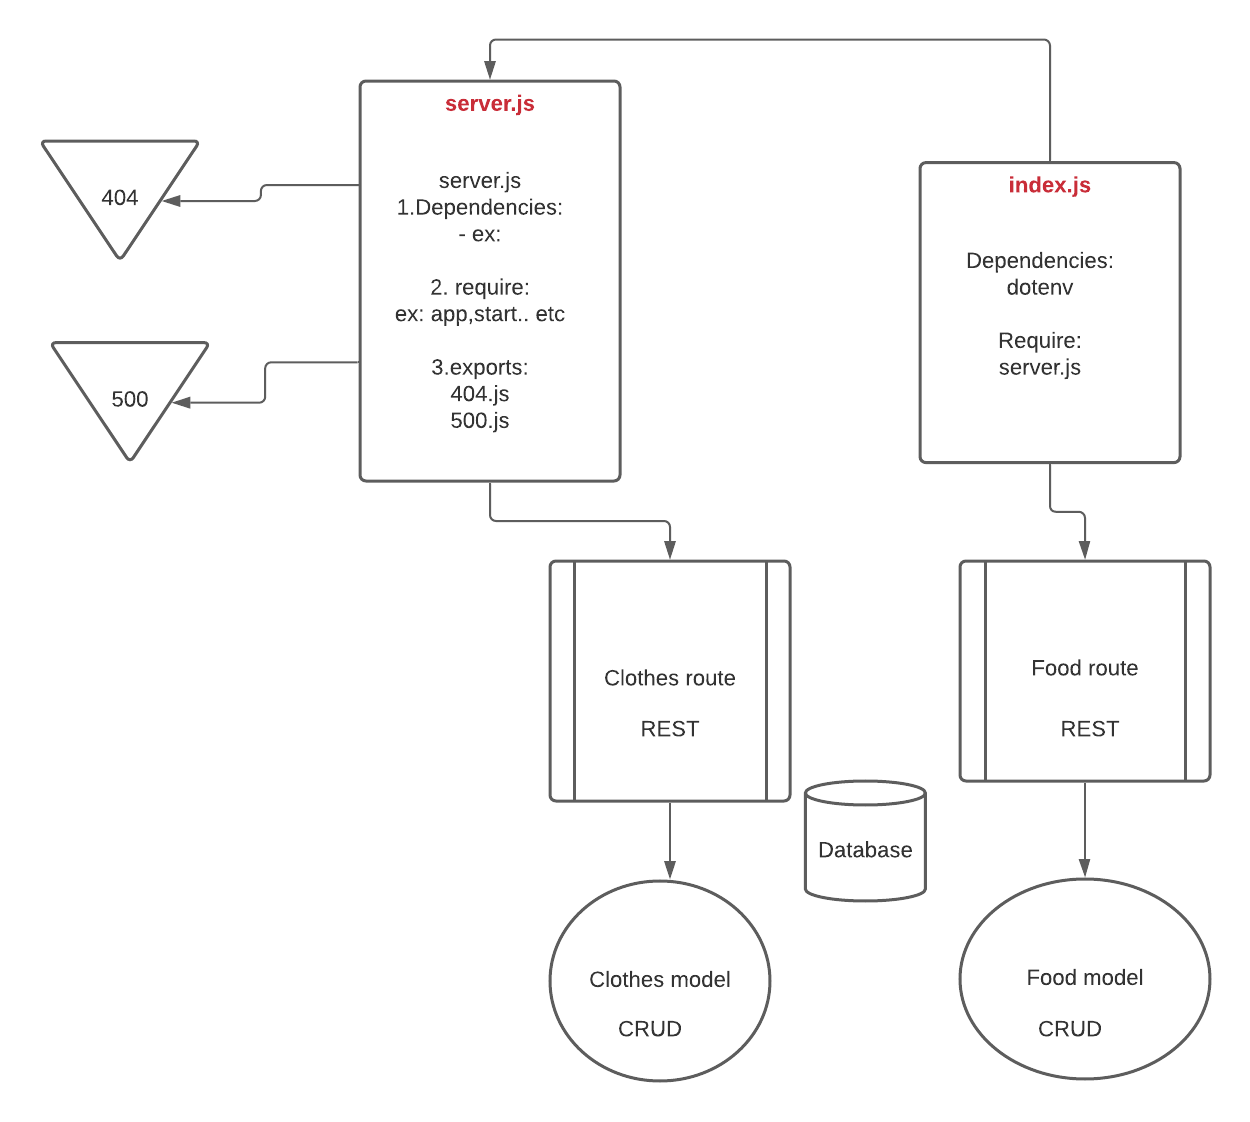 server.js
server.js
1.Dependencies:
- ex:
2. require:
ex: app,start.. etc
3.exports:
404.js
500.js
404
500
index.js
Dependencies:
dotenv
Require:
server.js
Clothes route
REST
Food route
REST
Database
Clothes model
CRUD
Food model
CRUD